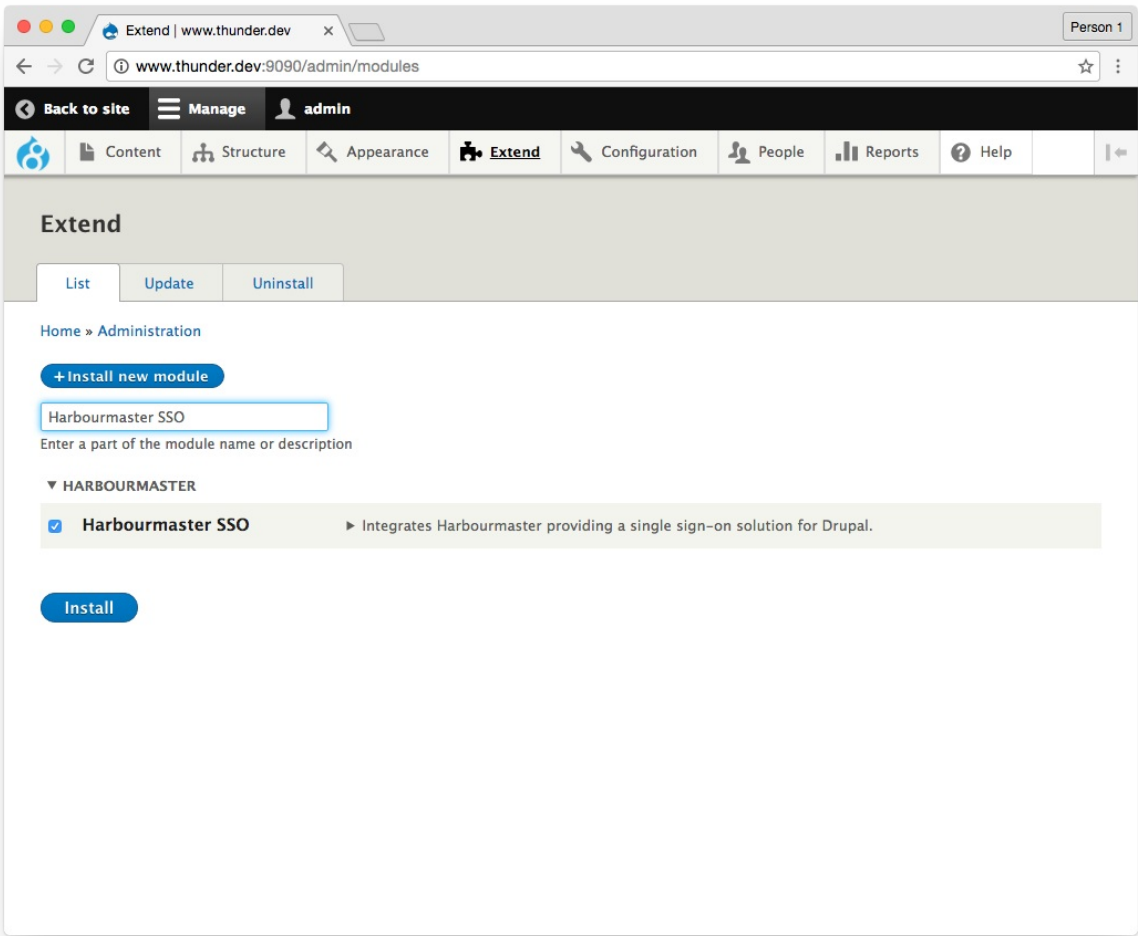 Extend | www.thunder.dev
Person 1
www.thunder.dev:9090/admin/modules
Back to site Manage admin
Content Structure Appearance Extend Configuration People Reports Help
Extend
List Update Uninstall
Home » Administration
+Install new module
Harbourmaster SSO
Enter a part of the module name or description
▼ HARBOURMASTER
Harbourmaster SSO ▶ Integrates Harbourmaster providing a single sign-on solution for Drupal.
Install